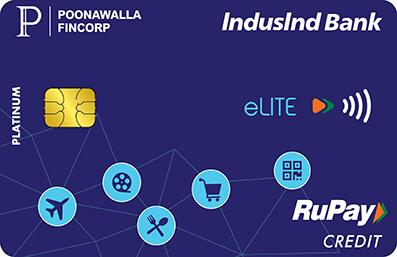 P
POONAWALLA
FINCORP
IndusInd Bank
PLATINUM
eLITE
RuPay
CREDIT